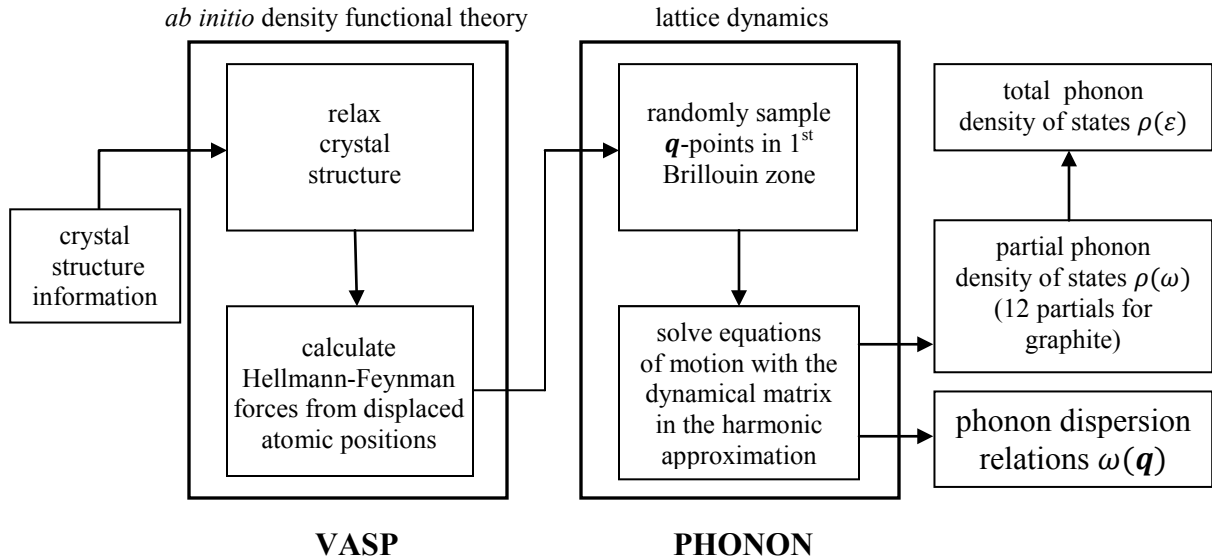 ab initio density functional theory
lattice dynamics
relax
crystal
structure
randomly sample
q-points in 1st
Brillouin zone
total phonon
density of states ρ(ε)
crystal
structure
information
partial phonon
density of states ρ(ω)
(12 partials for
graphite)
calculate
Hellmann-Feynman
forces from displaced
atomic positions
solve equations
of motion with the
dynamical matrix
in the harmonic
approximation
phonon dispersion
relations ω(q)
VASP
PHONON